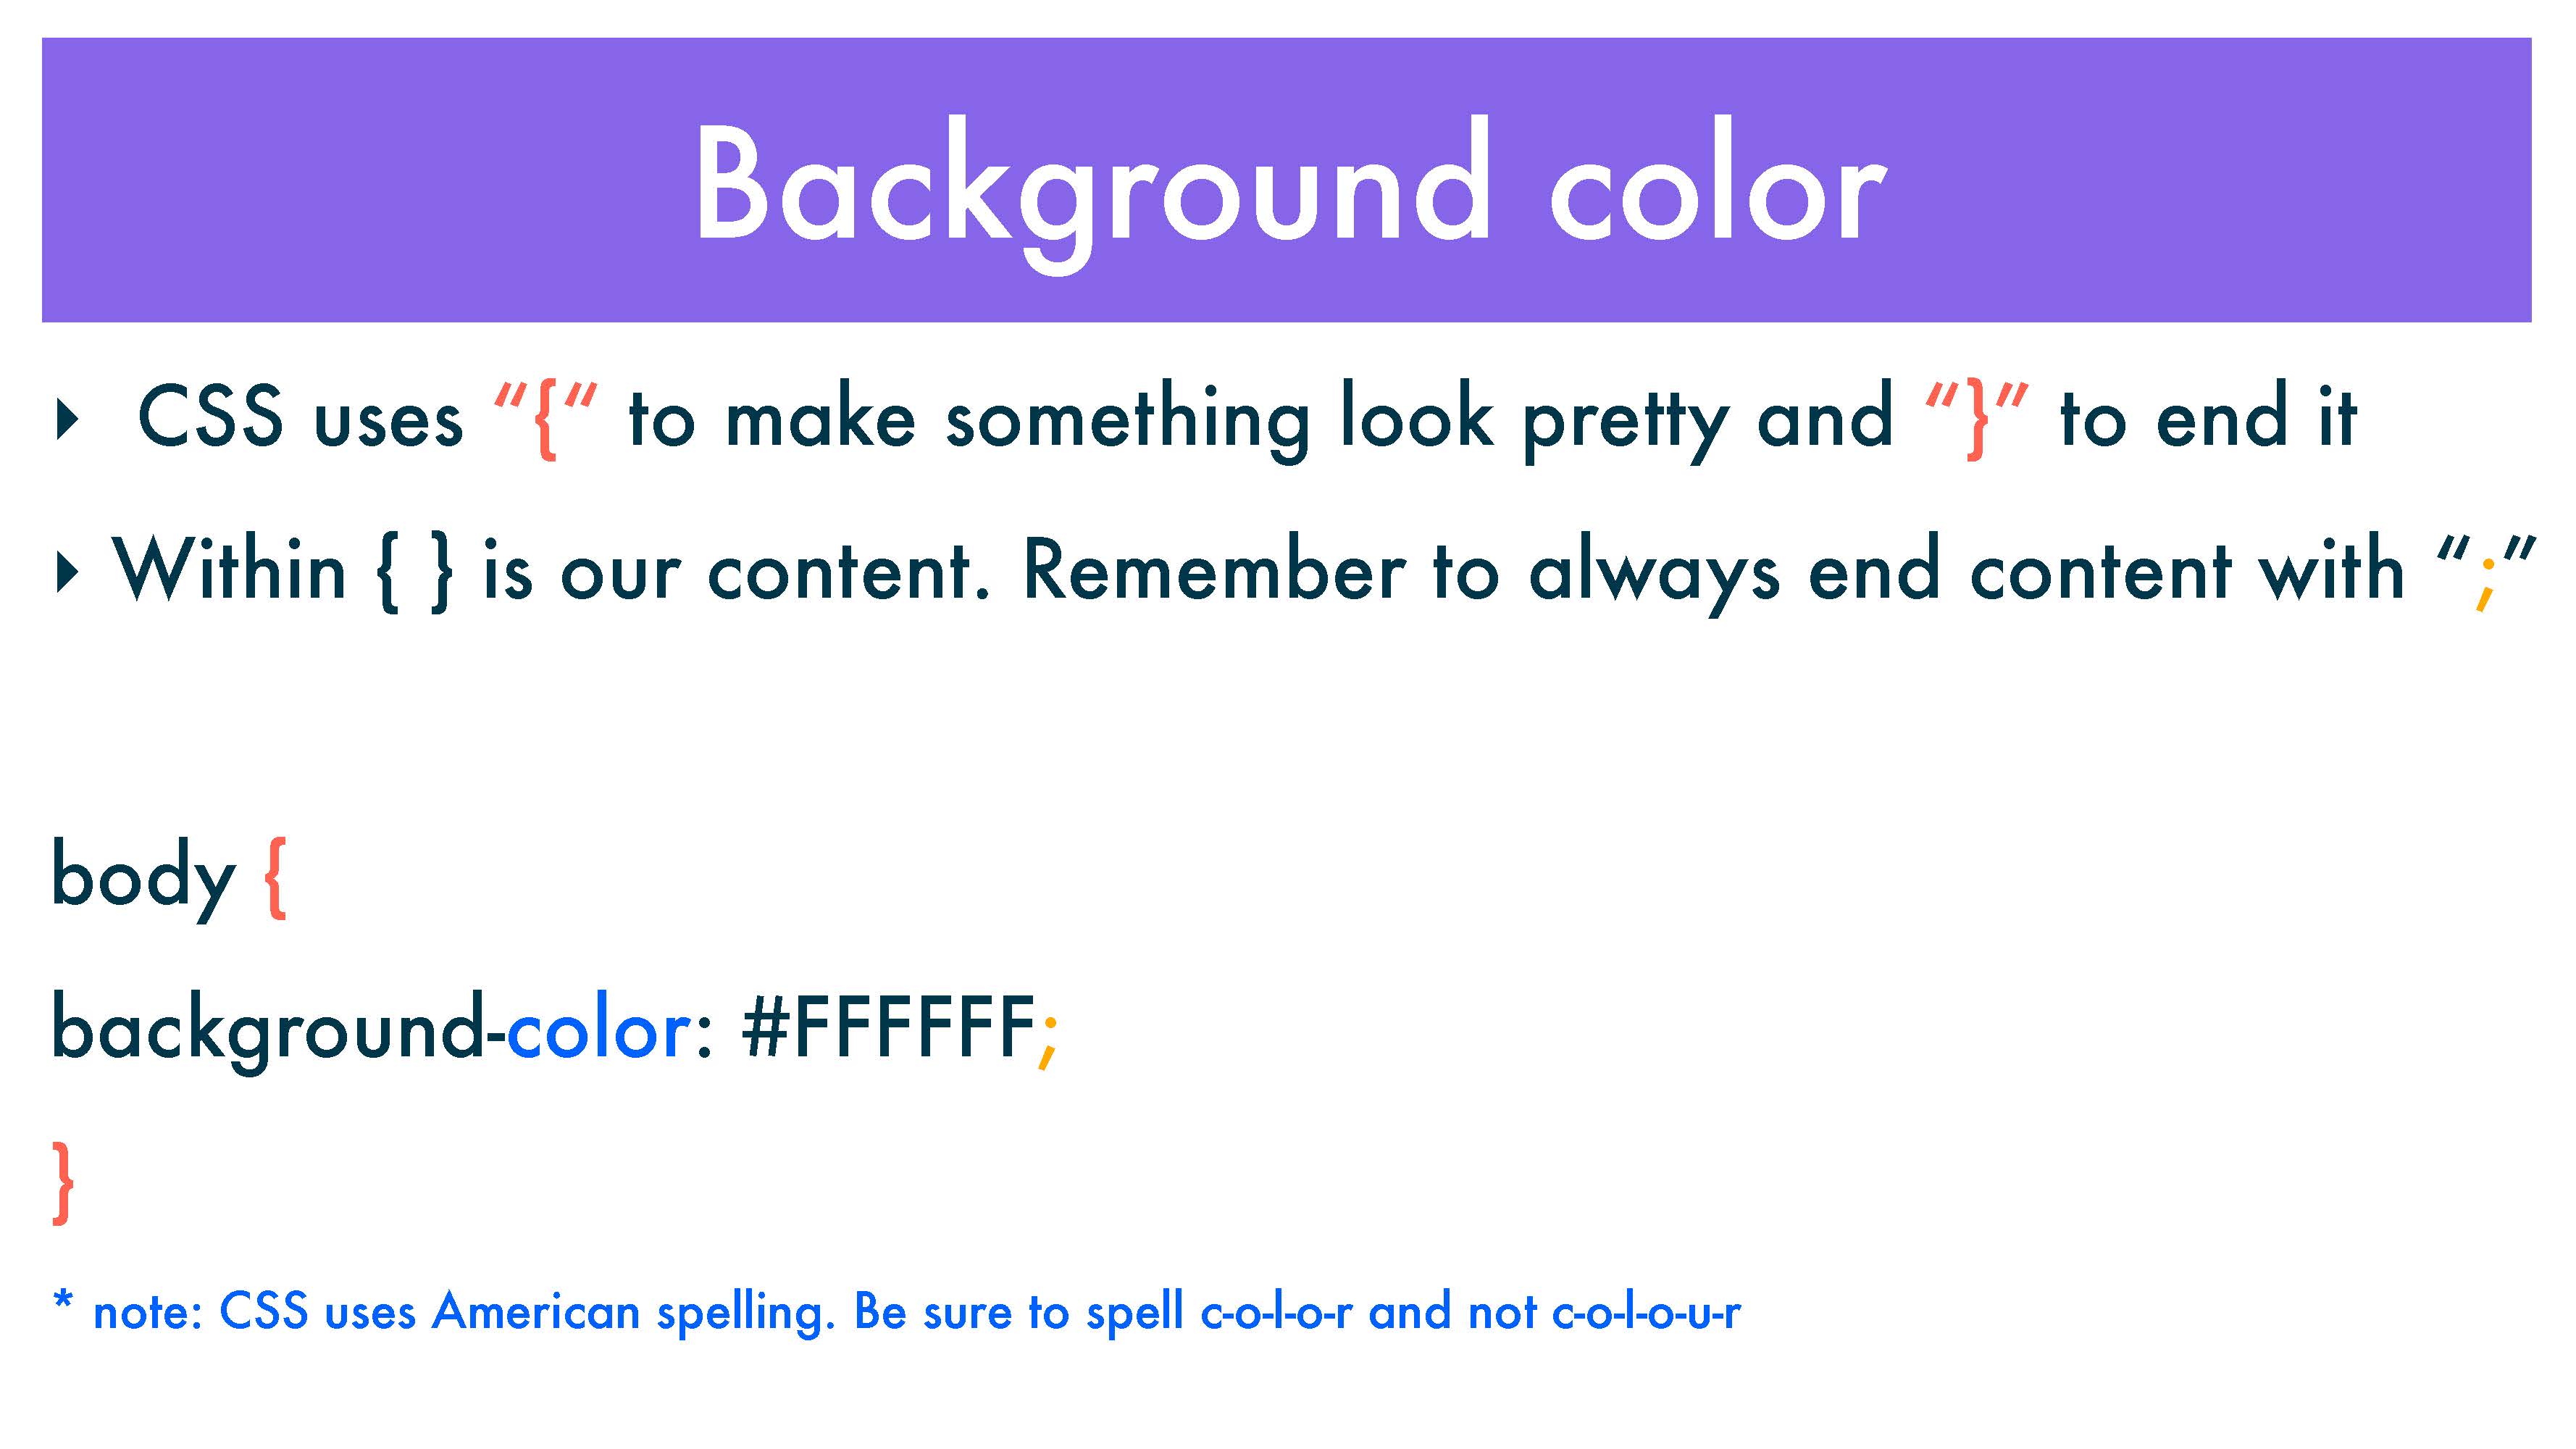 Background color
‣ CSS uses “{“ to make something look pretty and “}” to end it
‣ Within { } is our content. Remember to always end content with “;”
body {
background-color: #FFFFFF;
}
* note: CSS uses American spelling. Be sure to spell c-o-l-o-r and not c-o-l-o-u-r